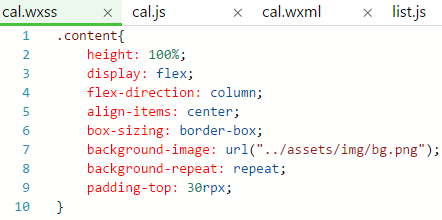 cal.wxss × cal.js × cal.wxml × list.js
1 .content{
2 height: 100%;
3 display: flex;
4 flex-direction: column;
5 align-items: center;
6 box-sizing: border-box;
7 background-image: url("../assets/img/bg.png");
8 background-repeat: repeat;
9 padding-top: 30rpx;
10 }